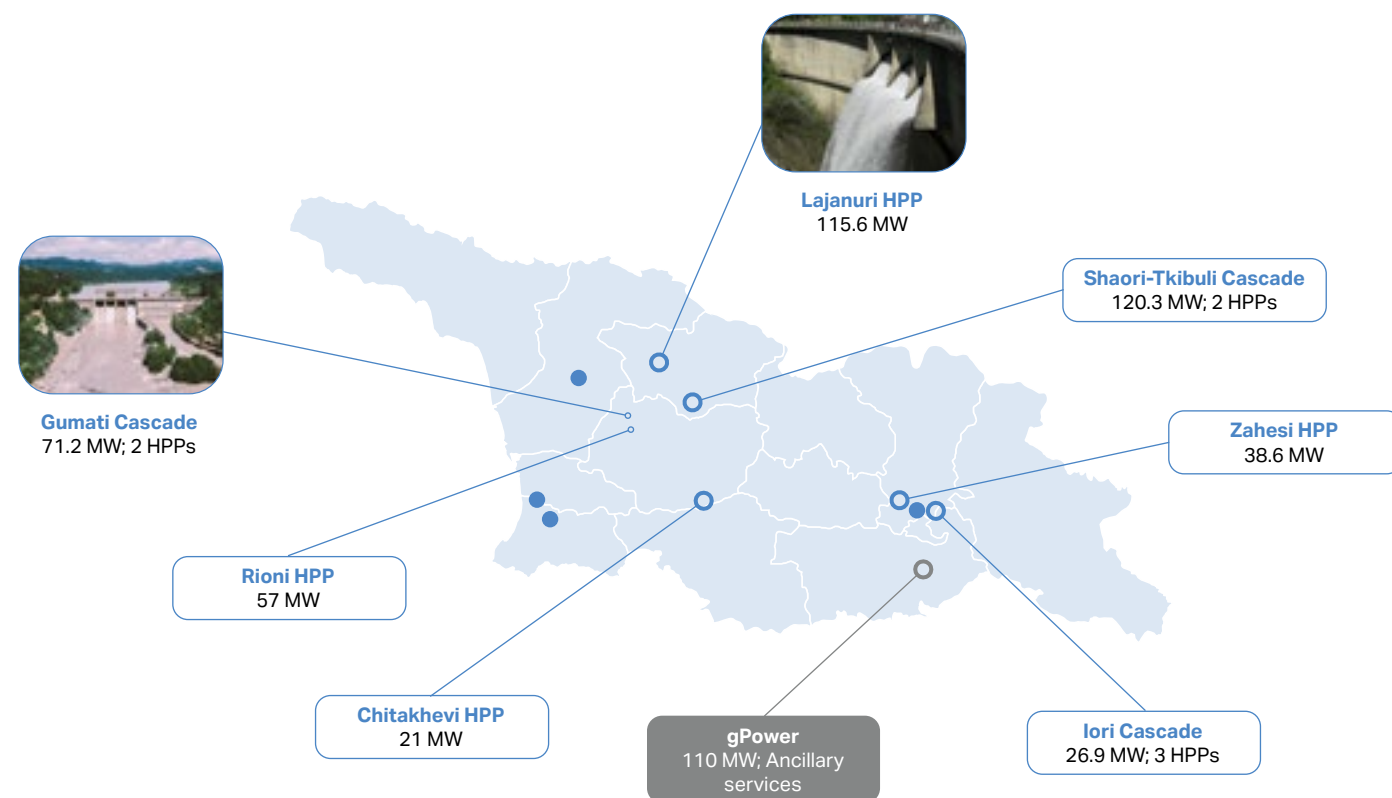 Lajanuri HPP
115.6 MW
Shaori-Tkibuli Cascade
120.3 MW; 2 HPPs
Gumati Cascade
71.2 MW; 2 HPPs
Zahesi HPP
38.6 MW
Rioni HPP
57 MW
Chitakhevi HPP
21 MW
gPower
110 MW; Ancillary
services
Iori Cascade
26.9 MW; 3 HPPs